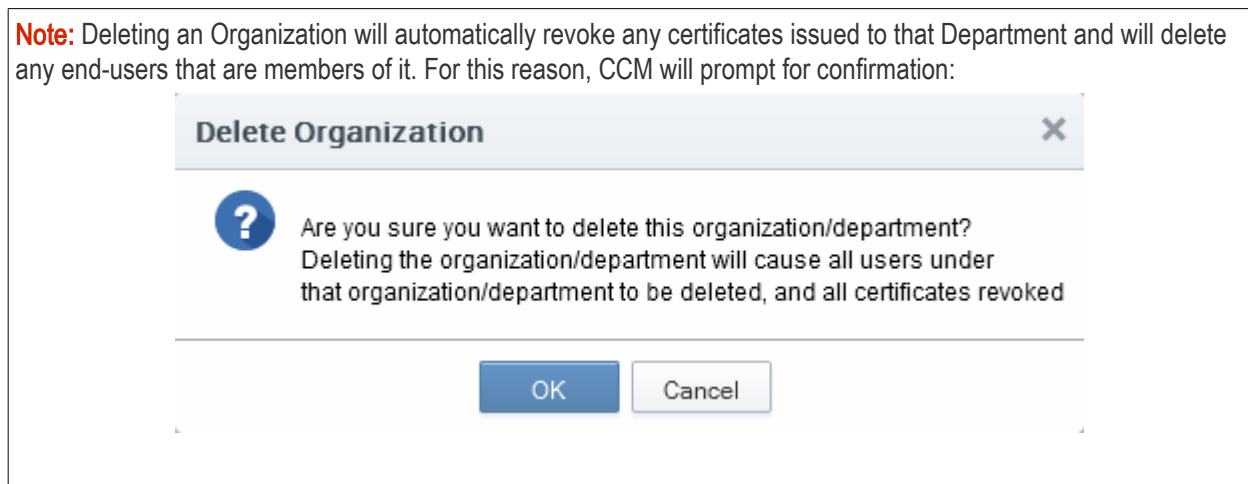 Note: Deleting an Organization will automatically revoke any certificates issued to that Department and will delete
any end-users that are members of it. For this reason, CCM will prompt for confirmation:
Delete Organization
Are you sure you want to delete this organization/department?
Deleting the organization/department will cause all users under
that organization/department to be deleted, and all certificates revoked
OK Cancel